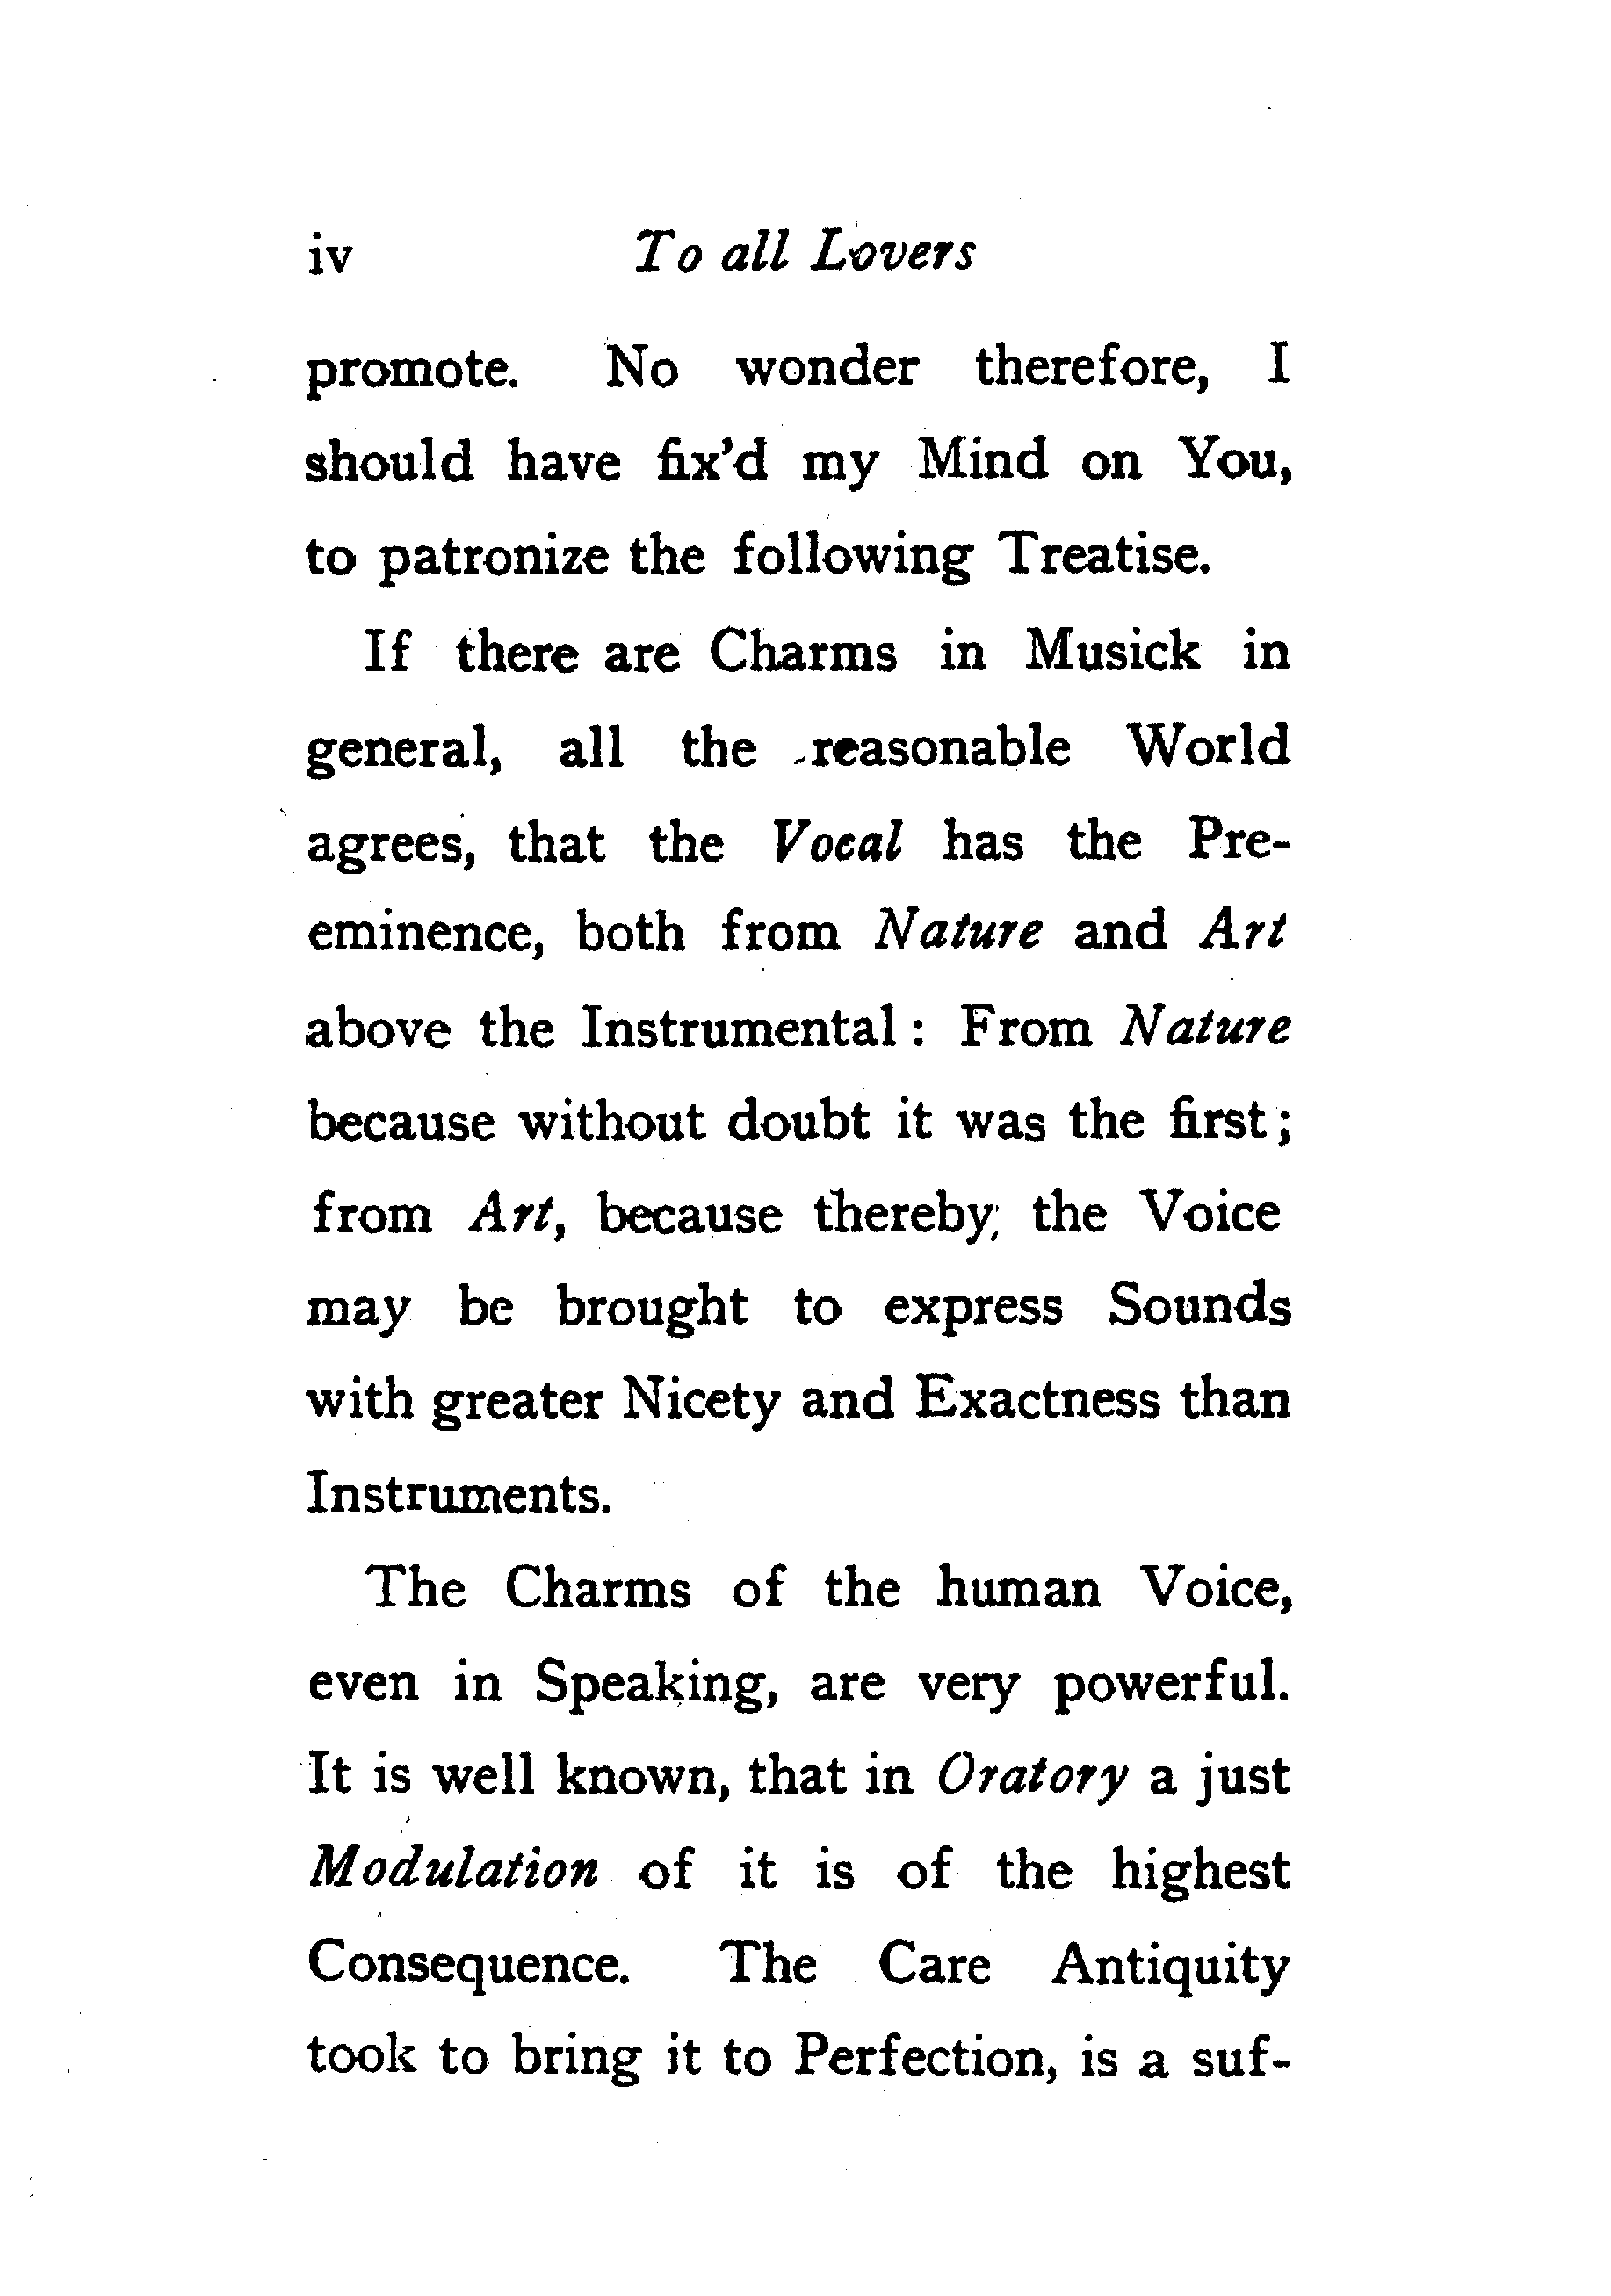 iv To all Lovers
promote. No wonder therefore, I
should have fix'd my Mind on You,
to patronize the following Treatise.
If there are Charms in Musick in
general, all the reasonable World
agrees, that the Vocal has the Pre-
eminence, both from Nature and Art
above the Instrumental : From Nature
because without doubt it was the first ;
from Art, because thereby, the Voice
may be brought to express Sounds
with greater Nicety and Exactness than
Instruments.
The Charms of the human Voice,
even in Speaking, are very powerful.
It is well known, that in Oratory a just
Modulation of it is of the highest
Consequence. The Care Antiquity
took to bring it to Perfection, is a suf-